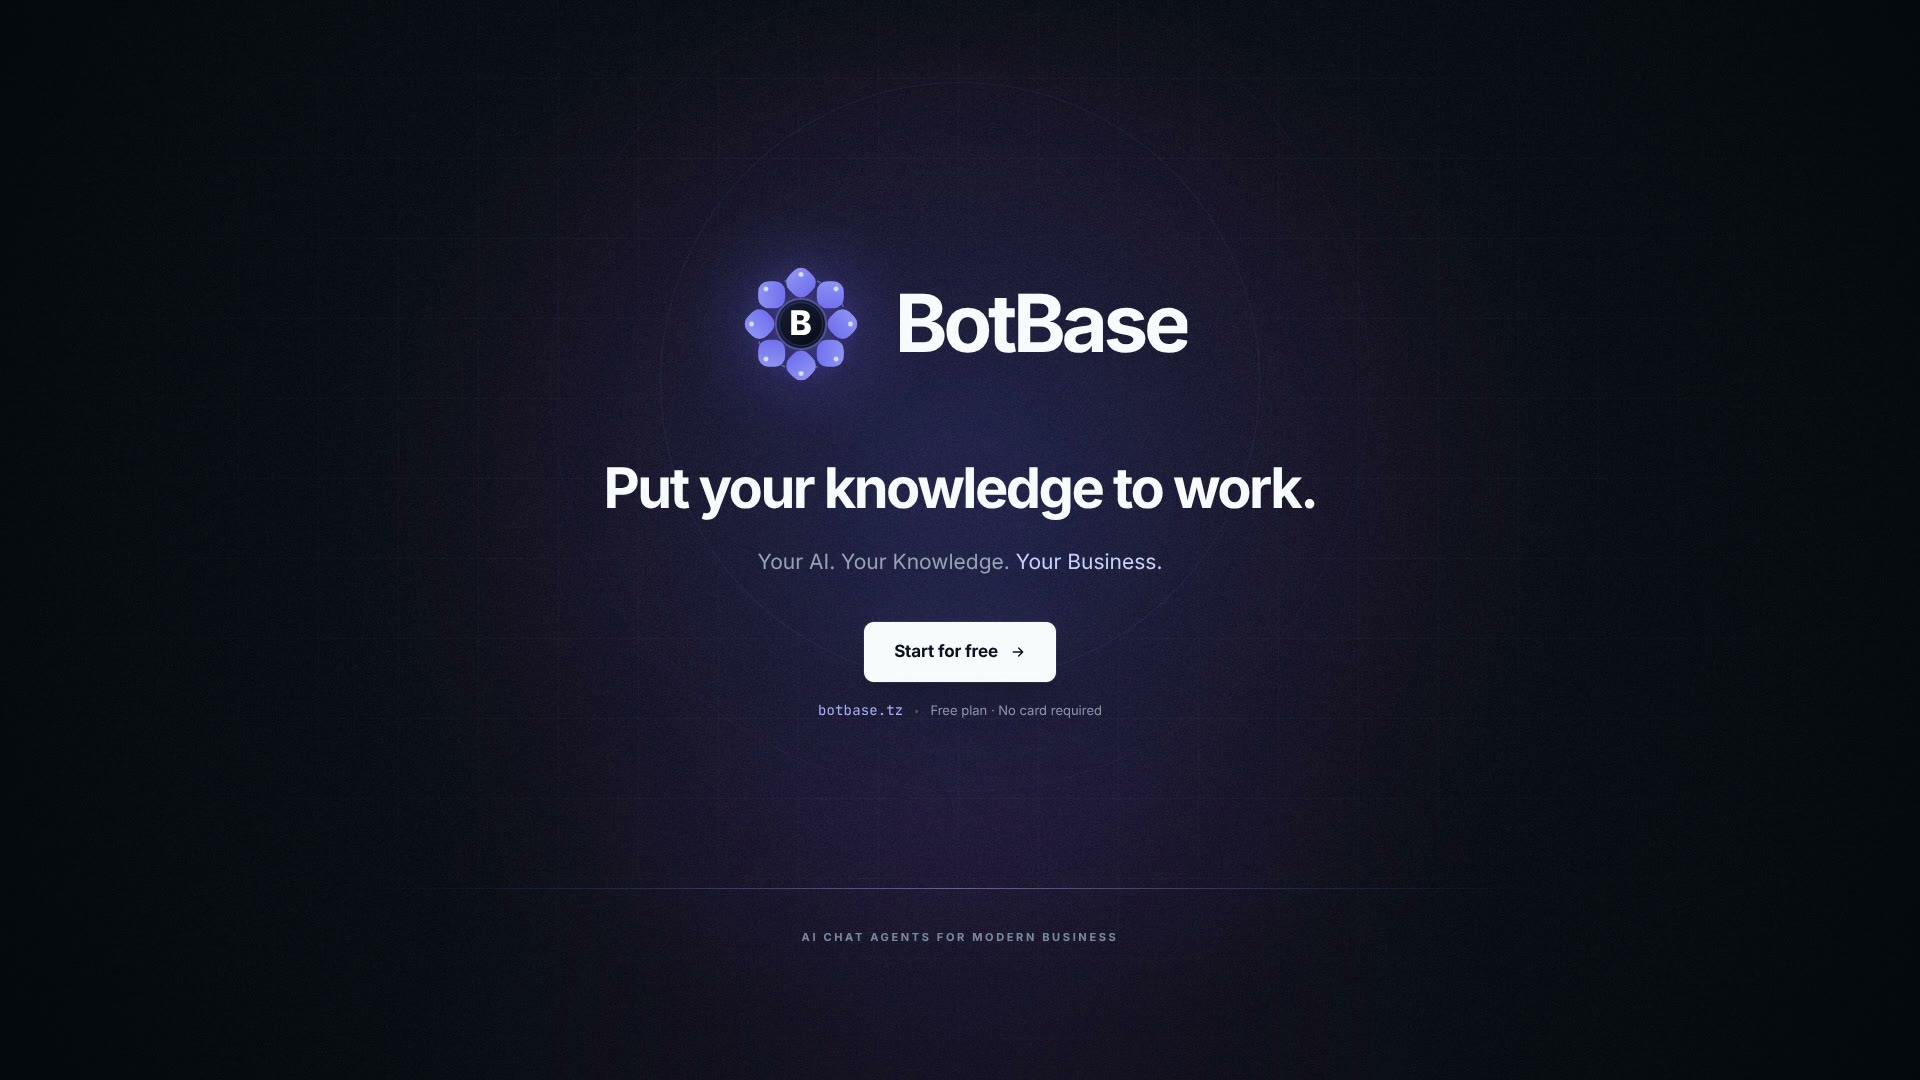 B
BotBase
Put your knowledge to work.
Your AI. Your Knowledge. Your Business.
Start for free →
botbase.tz • Free plan · No card required
AI CHAT AGENTS FOR MODERN BUSINESS